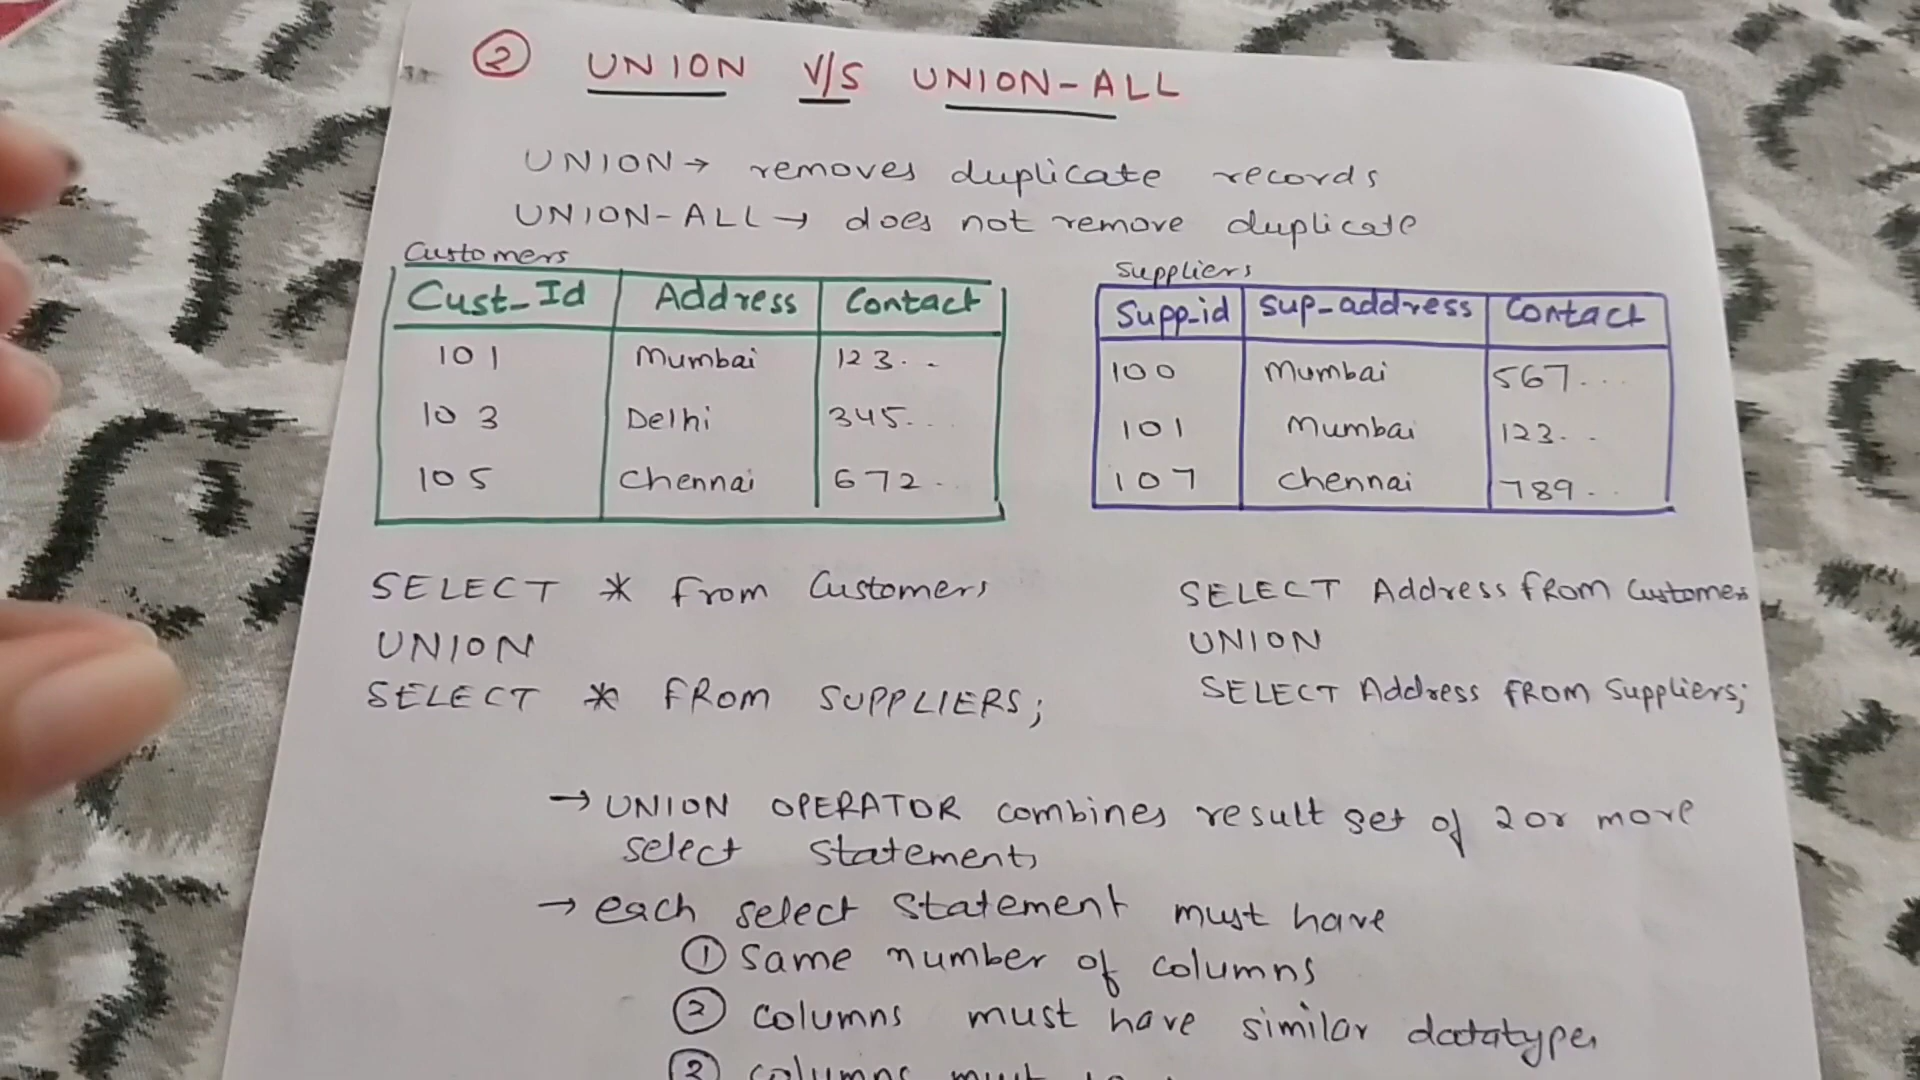 ② UNION V/S UNION-ALL
UNION → removes duplicate records
UNION-ALL → does not remove duplicate
Customers
Cust_Id Address Contact
101 Mumbai 123..
103 Delhi 345...
105 Chennai 672..
Suppliers
Supp-id sup-address Contact
100 Mumbai 567...
101 Mumbai 123...
107 Chennai 789...
SELECT * from Customers
UNION
SELECT * FROM SUPPLIERS;
SELECT Address FROM Customers
UNION
SELECT Address FROM Suppliers;
→ UNION OPERATOR combines result set of 2 or more
select statements
→ each select statement must have
① same number of columns
② columns must have similar datatypes
columns must